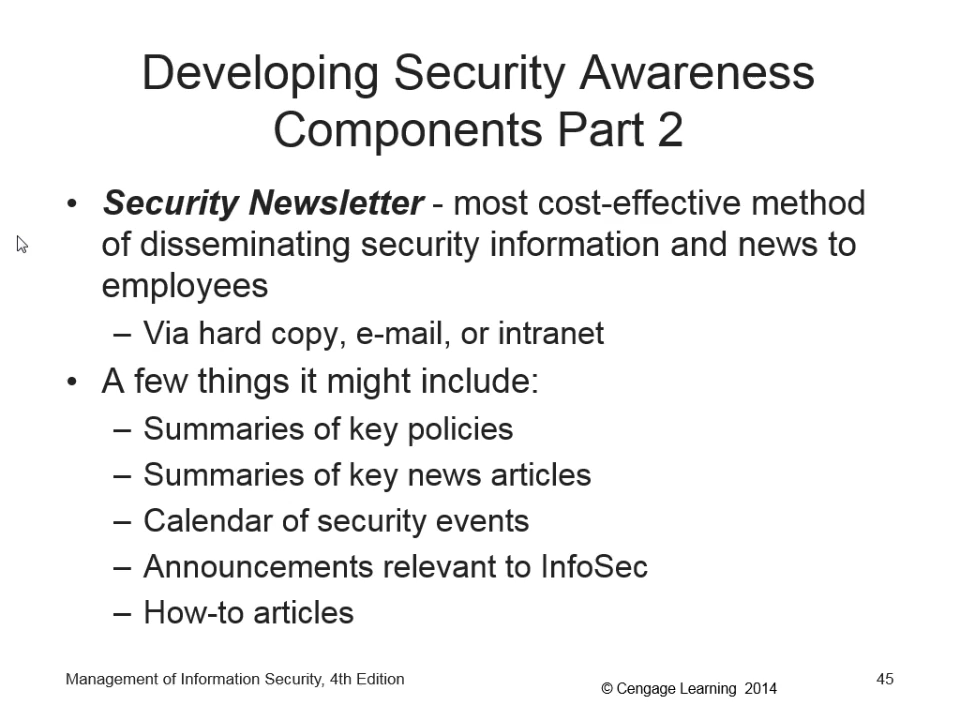 Developing Security Awareness
Components Part 2
• Security Newsletter - most cost-effective method
of disseminating security information and news to
employees
– Via hard copy, e-mail, or intranet
• A few things it might include:
– Summaries of key policies
– Summaries of key news articles
– Calendar of security events
– Announcements relevant to InfoSec
– How-to articles
Management of Information Security, 4th Edition
© Cengage Learning 2014
45